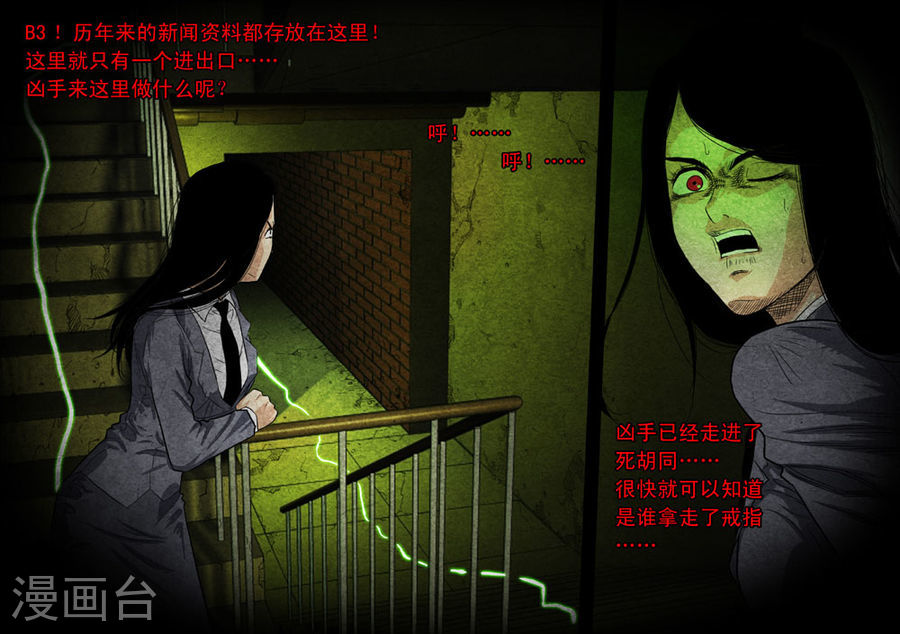 B3！历年来的新闻资料都存放在这里！
这里就只有一个进出口……
凶手来这里做什么呢？
呼！……
呼！……
凶手已经走进了
死胡同……
很快就可以知道
是谁拿走了戒指
……
漫画台